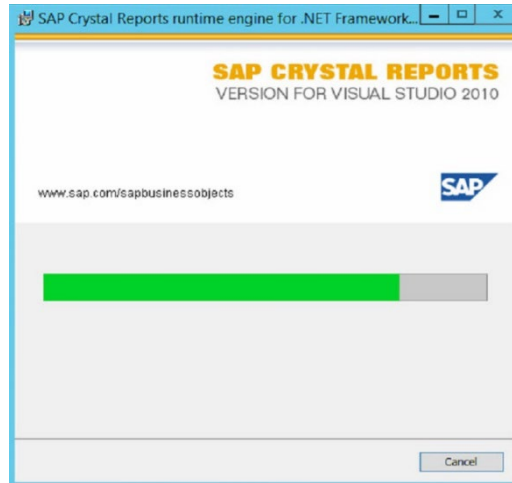 SAP Crystal Reports runtime engine for .NET Framework...
SAP CRYSTAL REPORTS
VERSION FOR VISUAL STUDIO 2010
www.sap.com/sapbusinessobjects
SAP
Cancel